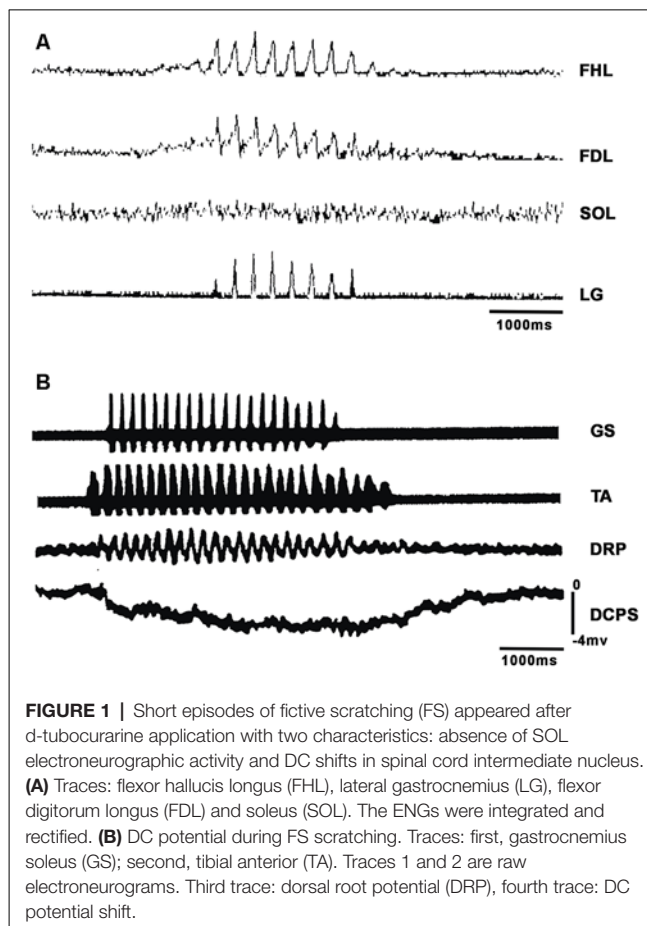 A
FHL
FDL
SOL
LG
1000ms
B
GS
TA
DRP
0
DCPS
-4mv
1000ms
FIGURE 1 | Short episodes of fictive scratching (FS) appeared after
d-tubocurarine application with two characteristics: absence of SOL
electroneurographic activity and DC shifts in spinal cord intermediate nucleus.
(A) Traces: flexor hallucis longus (FHL), lateral gastrocnemius (LG), flexor
digitorum longus (FDL) and soleus (SOL). The ENGs were integrated and
rectified. (B) DC potential during FS scratching. Traces: first, gastrocnemius
soleus (GS); second, tibial anterior (TA). Traces 1 and 2 are raw
electroneurograms. Third trace: dorsal root potential (DRP), fourth trace: DC
potential shift.